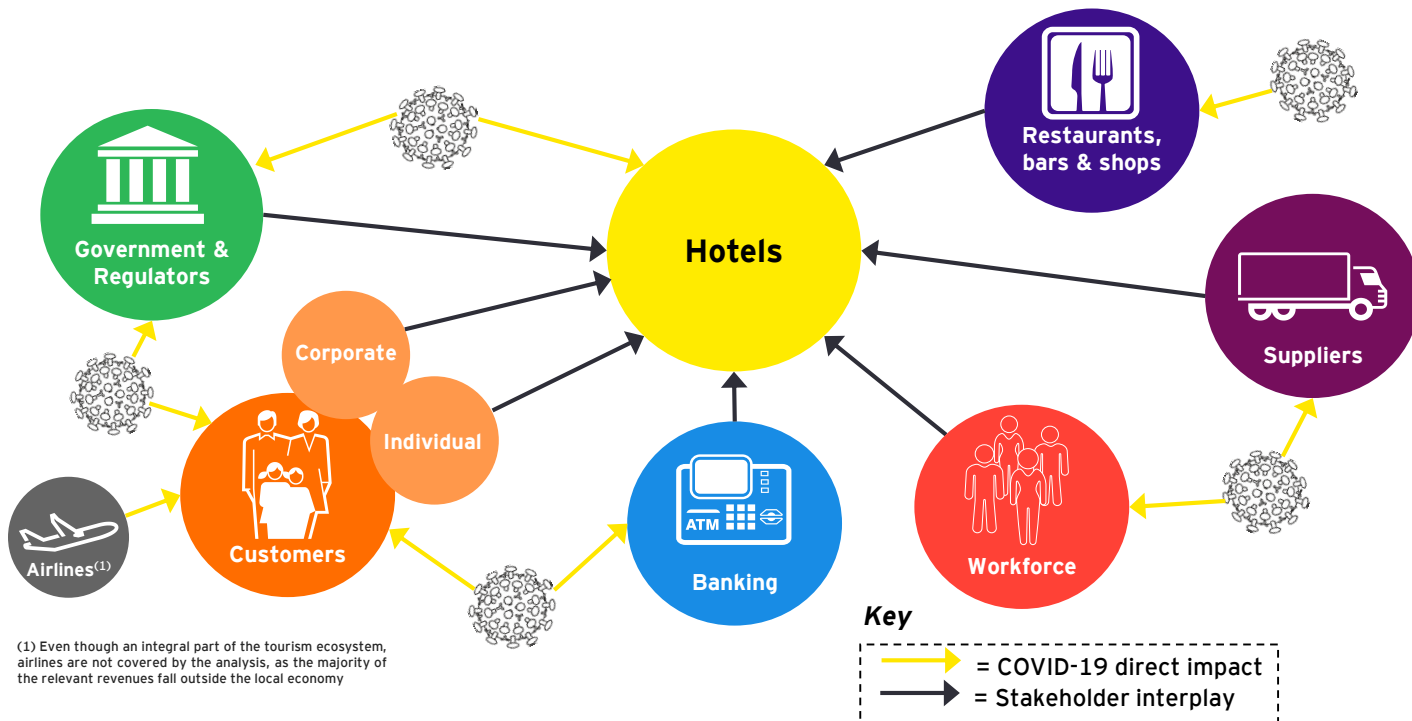 Restaurants,
bars & shops
Government &
Regulators
Hotels
Suppliers
Corporate
Individual
Customers
Airlines(1)
ATM
Banking
Workforce
(1) Even though an integral part of the tourism ecosystem,
airlines are not covered by the analysis, as the majority of
the relevant revenues fall outside the local economy
Key
= COVID-19 direct impact
= Stakeholder interplay